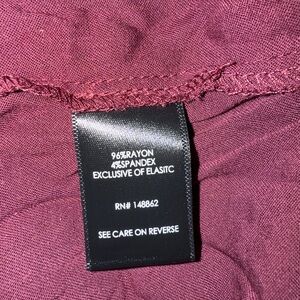 96%RAYON
4%SPANDEX
EXCLUSIVE OF ELASITC
RN# 148862
SEE CARE ON REVERSE